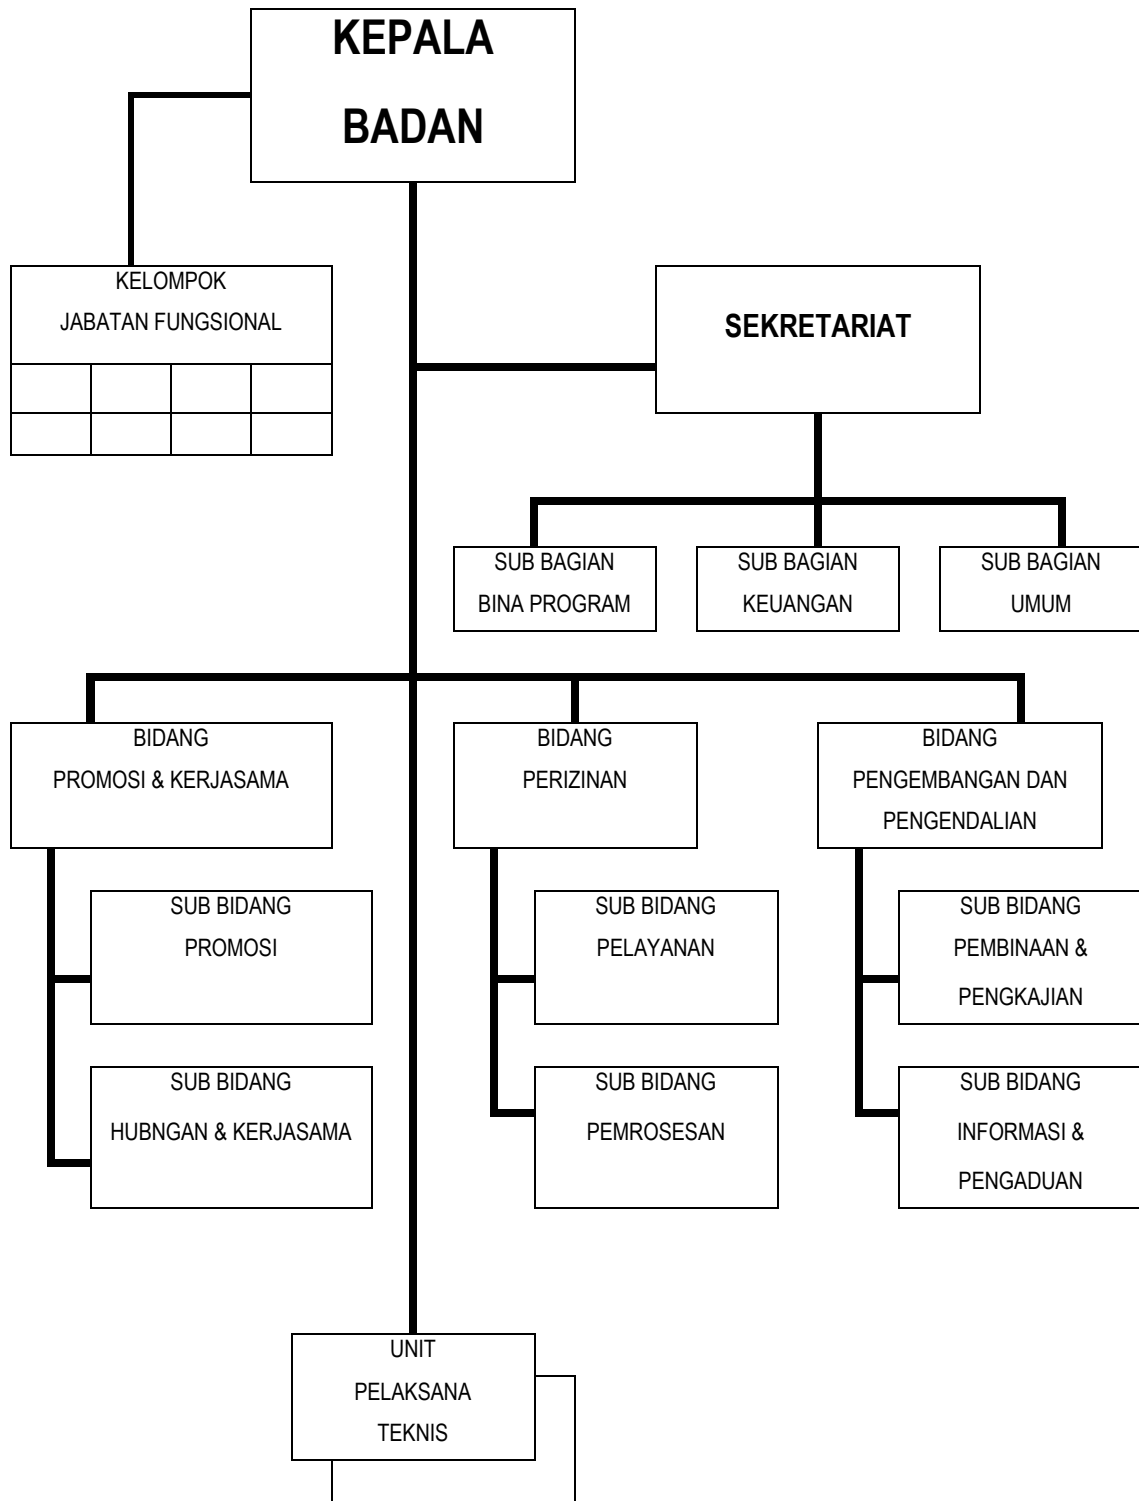 KEPALA
BADAN
KELOMPOK
JABATAN FUNGSIONAL
SEKRETARIAT
SUB BAGIAN
BINA PROGRAM
SUB BAGIAN
KEUANGAN
SUB BAGIAN
UMUM
BIDANG
PROMOSI & KERJASAMA
BIDANG
PERIZINAN
BIDANG
PENGEMBANGAN DAN
PENGENDALIAN
SUB BIDANG
PROMOSI
SUB BIDANG
PELAYANAN
SUB BIDANG
PEMBINAAN &
PENGKAJIAN
SUB BIDANG
HUBNGAN & KERJASAMA
SUB BIDANG
PEMROSESAN
SUB BIDANG
INFORMASI &
PENGADUAN
UNIT
PELAKSANA
TEKNIS